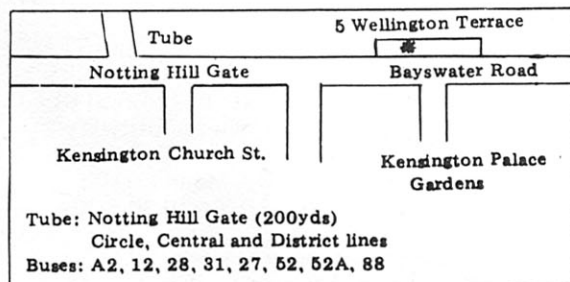 5 Wellington Terrace
Tube
Notting Hill Gate
Bayswater Road
Kensington Church St.
Kensington Palace
Gardens
Tube: Notting Hill Gate (200yds)
Circle, Central and District lines
Buses: A2, 12, 28, 31, 27, 52, 52A, 88